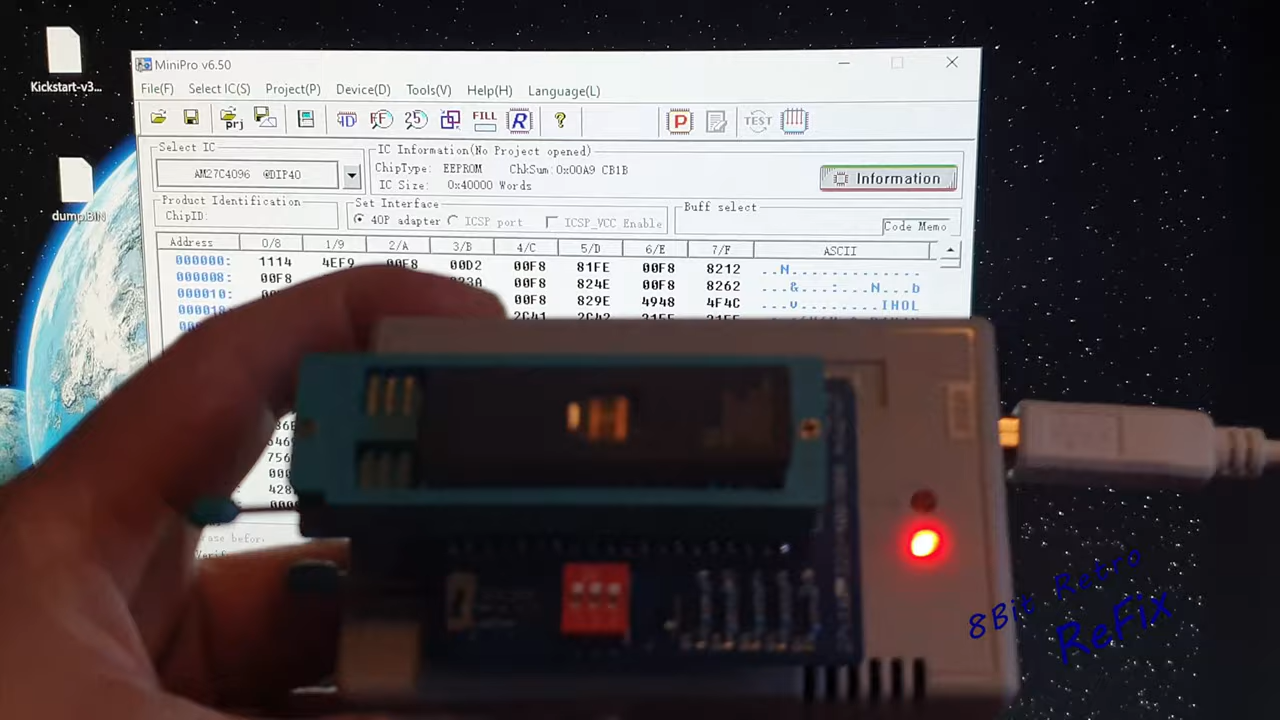 Kickstart-v3...
dump.BIN
MiniPro v6.50
File(F) Select IC(S) Project(P) Device(D) Tools(V) Help(H) Language(L)
prj FF 25 FILL R ? P TEST
Select IC
AM27C4096 @DIP40
IC Information(No Project opened)
ChipType: EEPROM ChkSum:0x00A9 CB1B
IC Size: 0x40000 Words
Information
Product Identification
ChipID:
Set Interface
40P adapter ICSP port ICSP_VCC Enable
Buff select
Code Memo
Address 0/8 1/9 2/A 3/B 4/C 5/D 6/E 7/F ASCII
000000: 1114 4EF9 00F8 00D2 00F8 81FE 00F8 8212 ..N.............
000008: 00F8 00F8 824E 00F8 8262 ...&...:...N...b
000010: 00F8 829E 4948 4F4C IHOL
8Bit Retro
ReFix